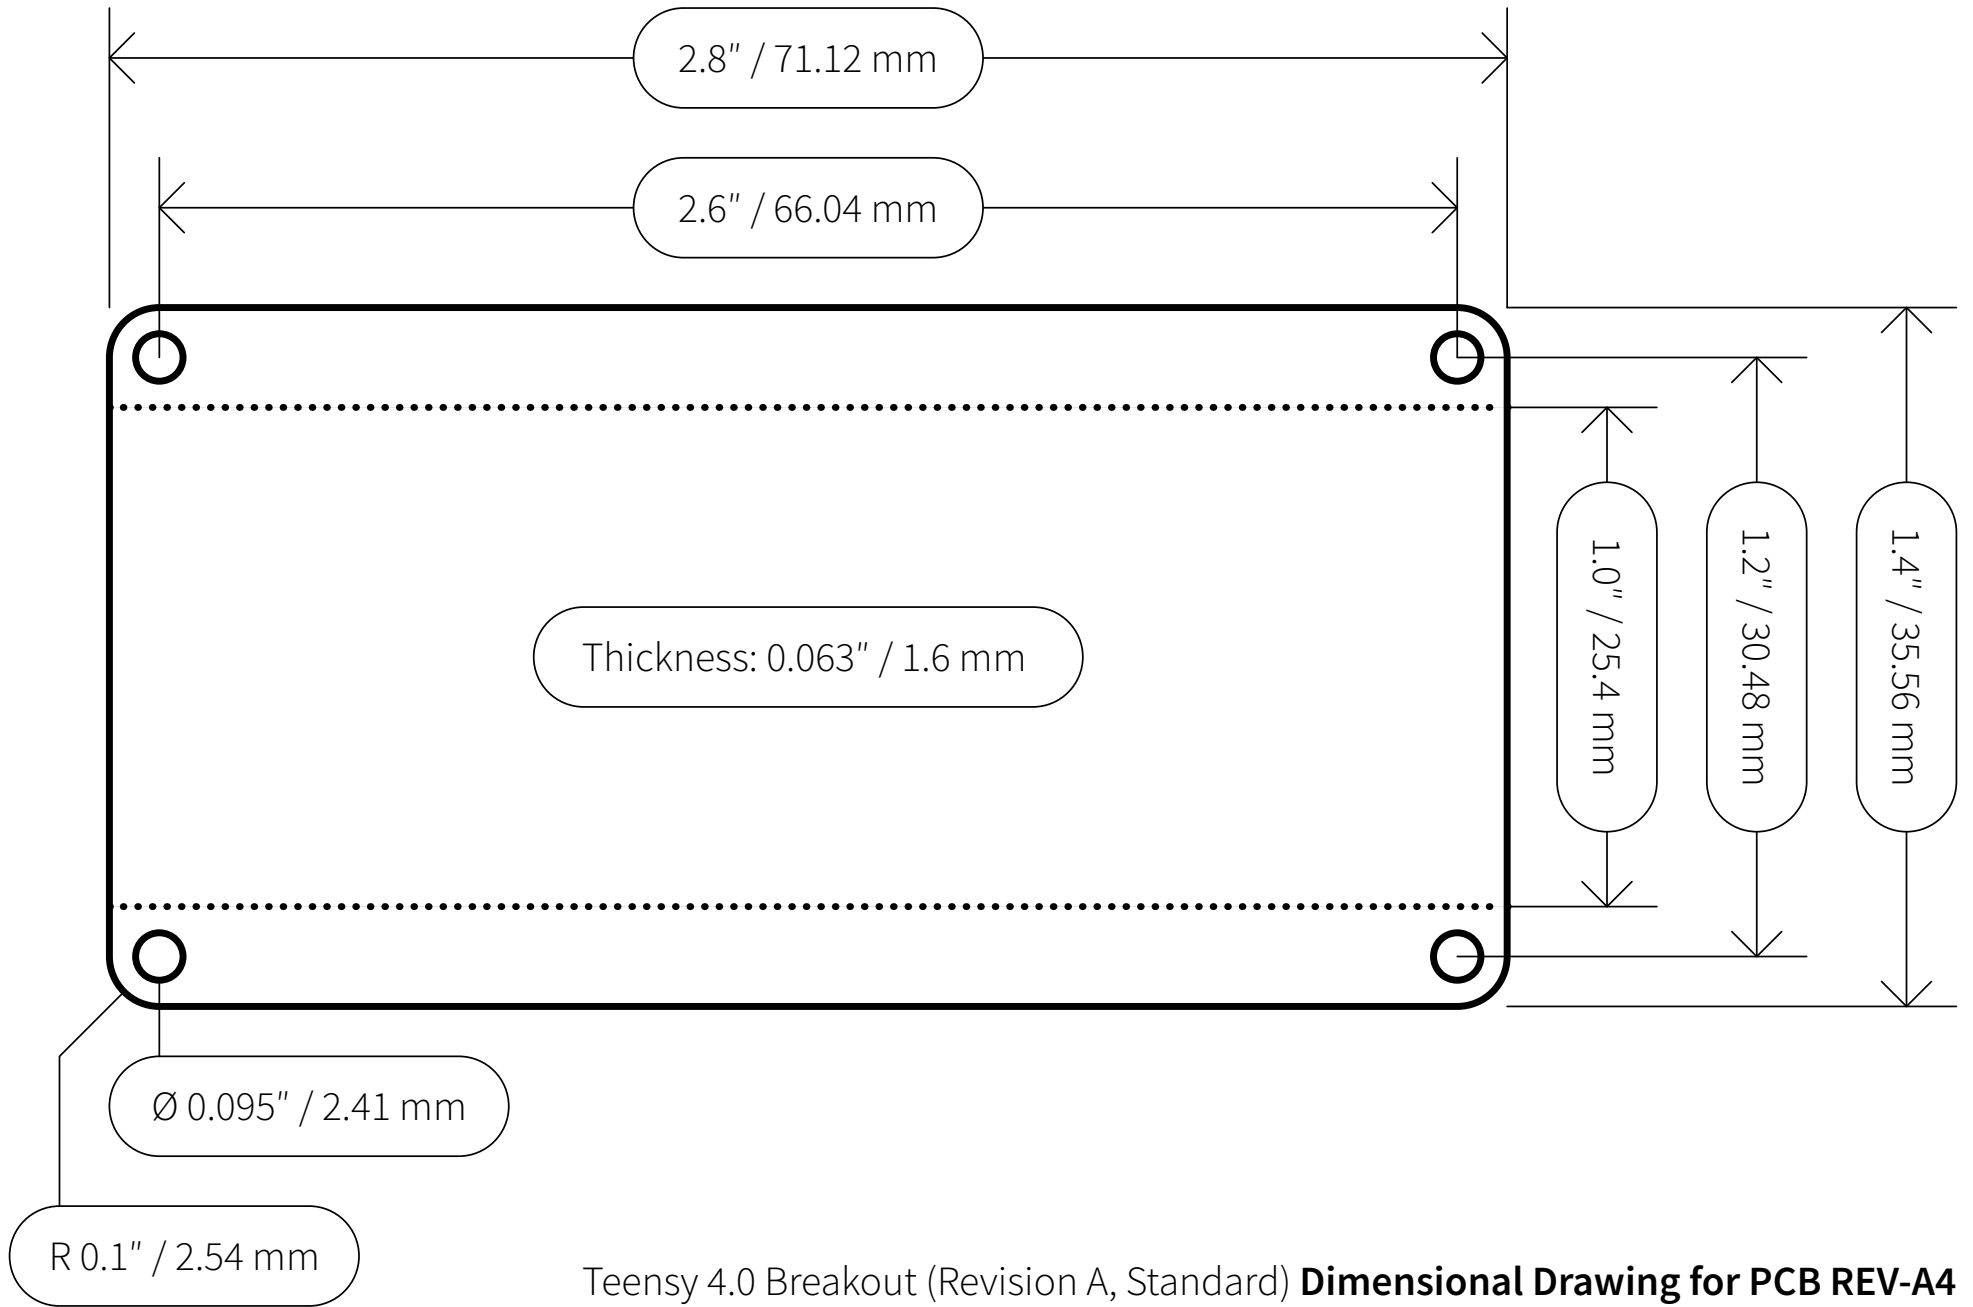 2.8″ / 71.12 mm
2.6″ / 66.04 mm
1.0″ / 25.4 mm
1.2″ / 30.48 mm
1.4″ / 35.56 mm
Thickness: 0.063″ / 1.6 mm
Ø 0.095″ / 2.41 mm
R 0.1″ / 2.54 mm
Teensy 4.0 Breakout (Revision A, Standard) Dimensional Drawing for PCB REV-A4